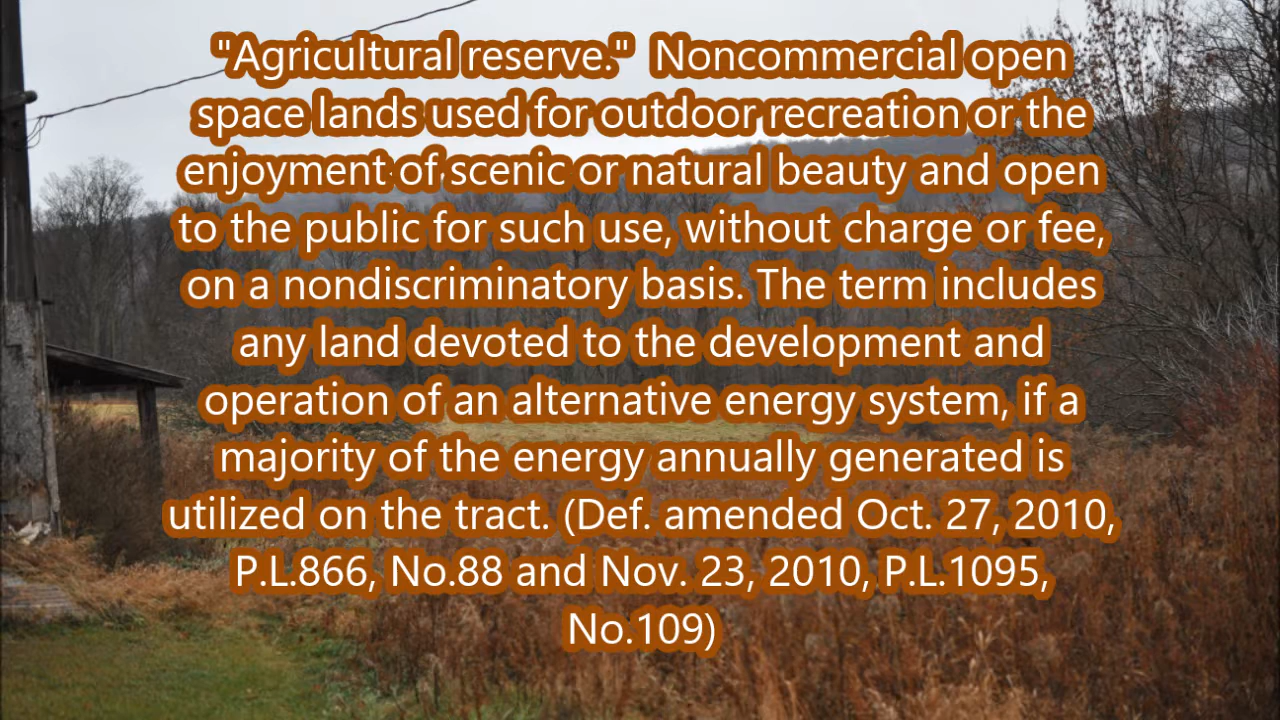 "Agricultural reserve."  Noncommercial open
space lands used for outdoor recreation or the
enjoyment of scenic or natural beauty and open
to the public for such use, without charge or fee,
on a nondiscriminatory basis. The term includes
any land devoted to the development and
operation of an alternative energy system, if a
majority of the energy annually generated is
utilized on the tract. (Def. amended Oct. 27, 2010,
P.L.866, No.88 and Nov. 23, 2010, P.L.1095,
No.109)